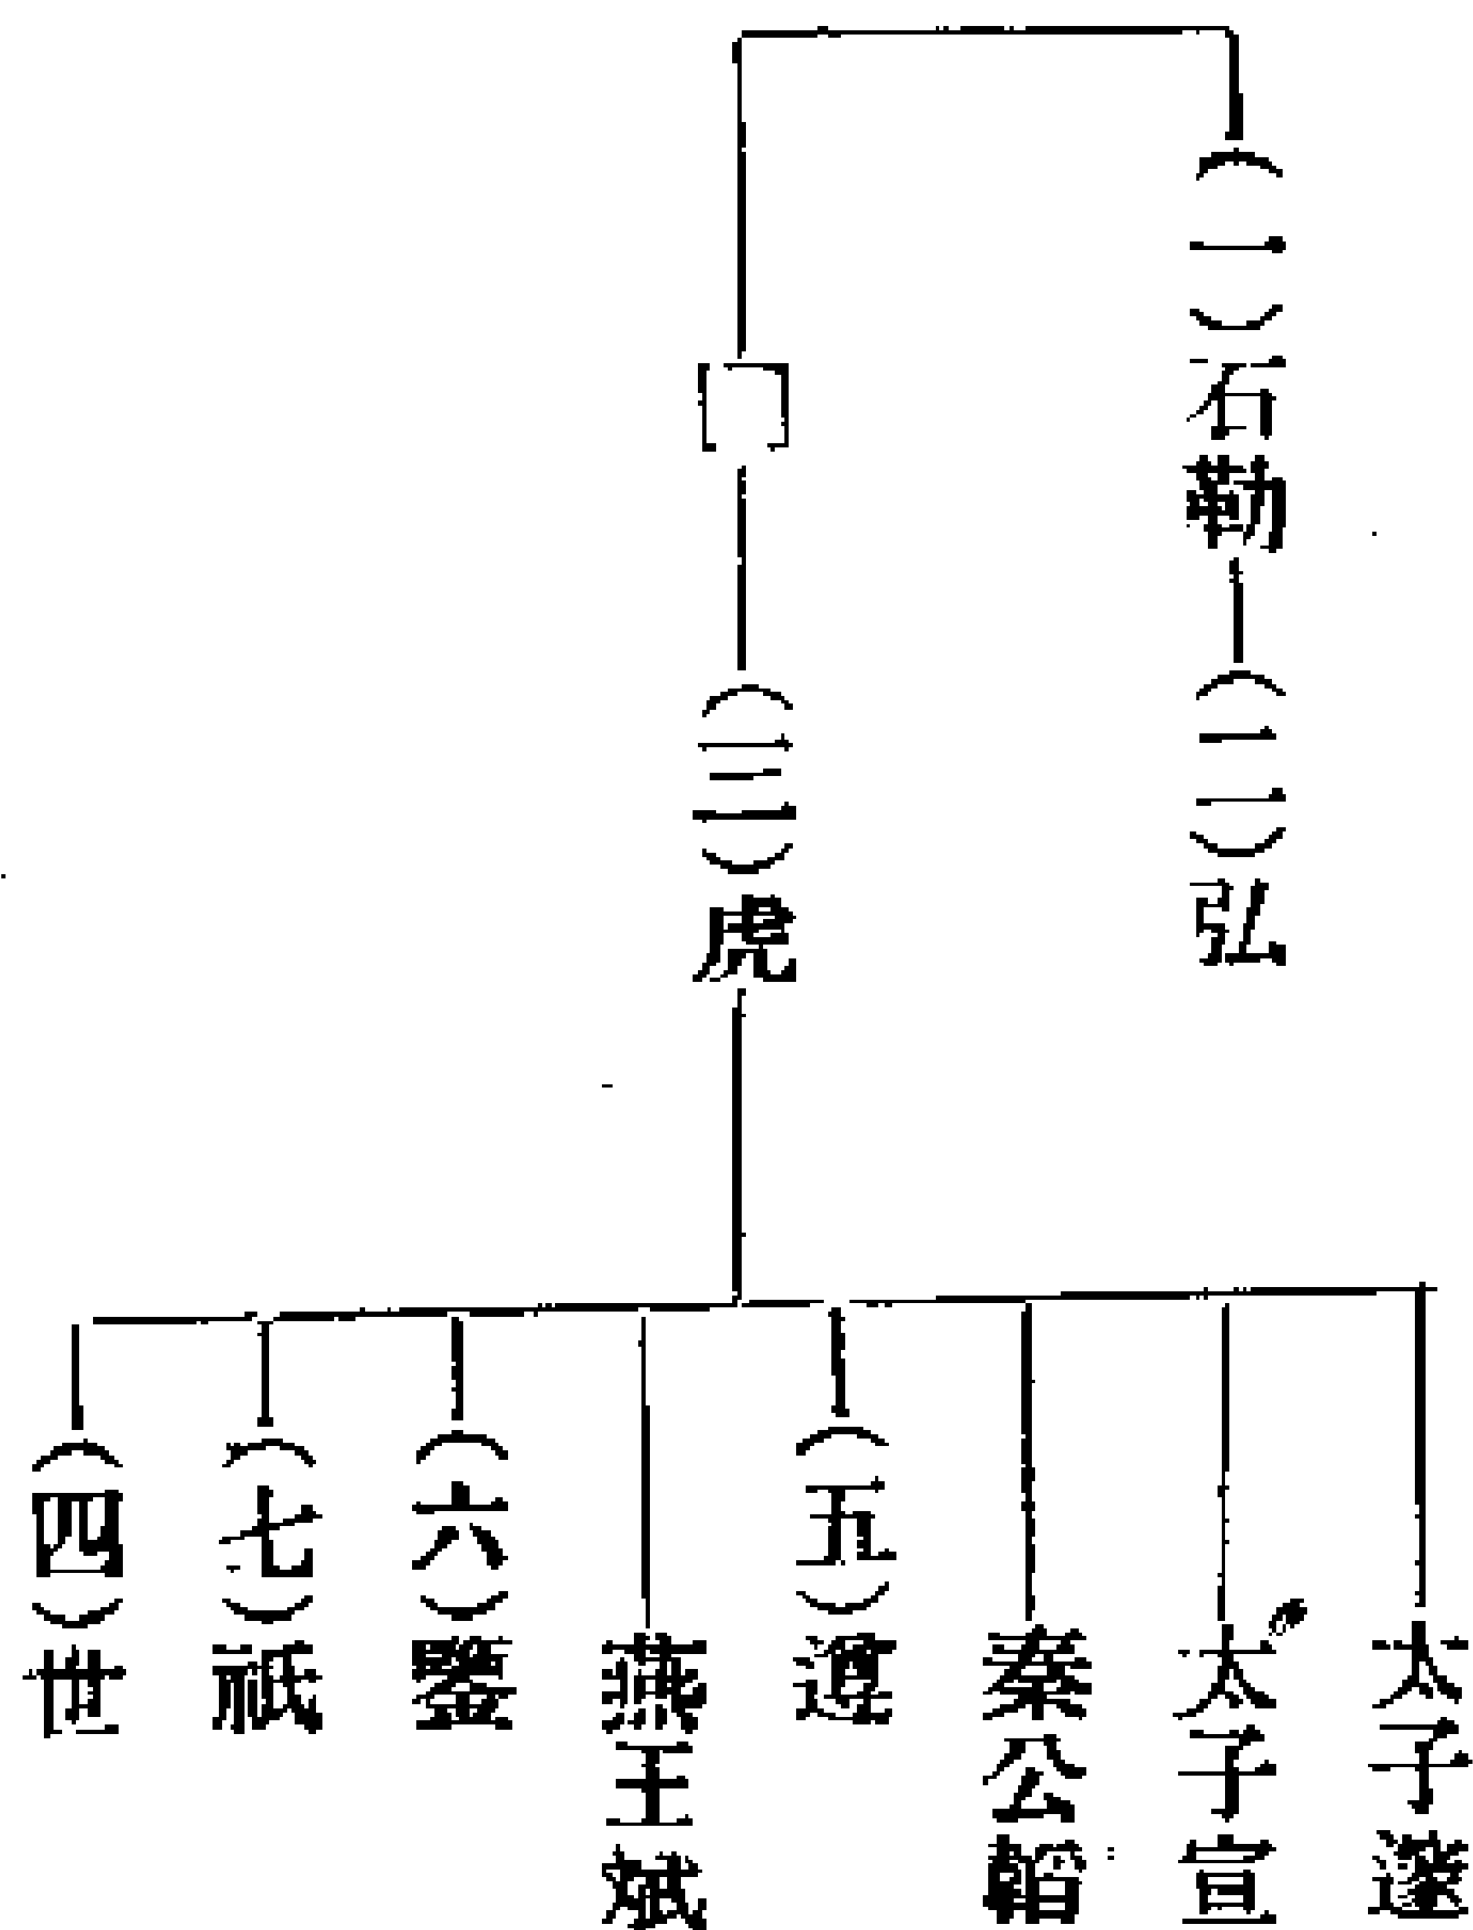 (一)石勒
(二)弘
(三)虎
太子邃
太子宣
秦公韜
(五)遵
燕王斌
(六)鑒
(七)祇
(四)世